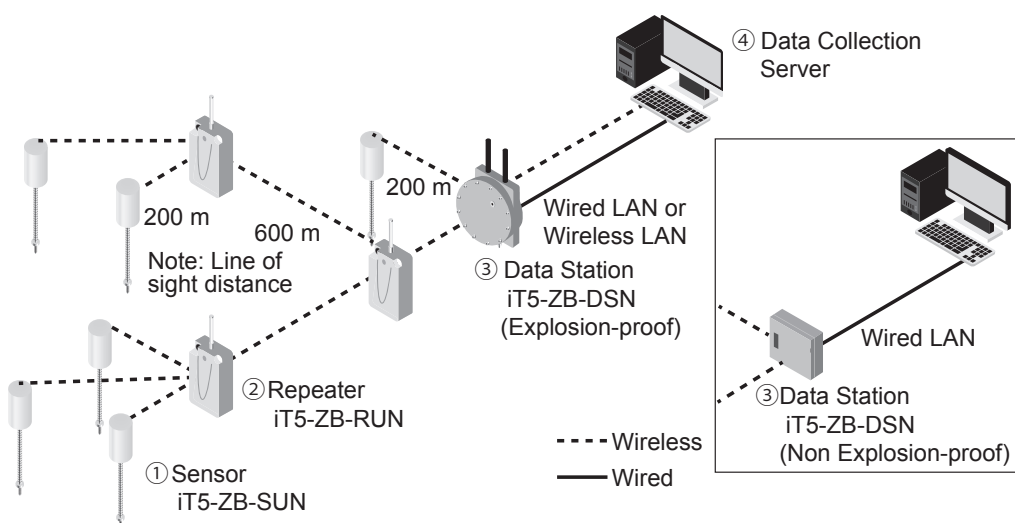 ④ Data Collection
Server
200 m
Wired LAN or
Wireless LAN
200 m
600 m
Note: Line of
sight distance
③ Data Station
iT5-ZB-DSN
(Explosion-proof)
Wired LAN
②Repeater
iT5-ZB-RUN
③Data Station
iT5-ZB-DSN
(Non Explosion-proof)
①Sensor
iT5-ZB-SUN
Wireless
Wired